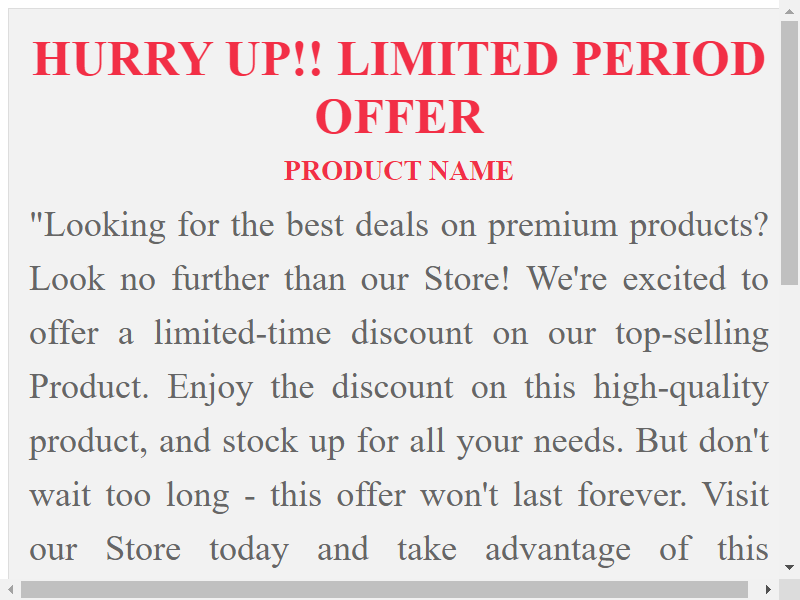 HURRY UP!! LIMITED PERIOD
OFFER
PRODUCT NAME
"Looking for the best deals on premium products?
Look no further than our Store! We're excited to
offer a limited-time discount on our top-selling
Product. Enjoy the discount on this high-quality
product, and stock up for all your needs. But don't
wait too long - this offer won't last forever. Visit
our Store today and take advantage of this